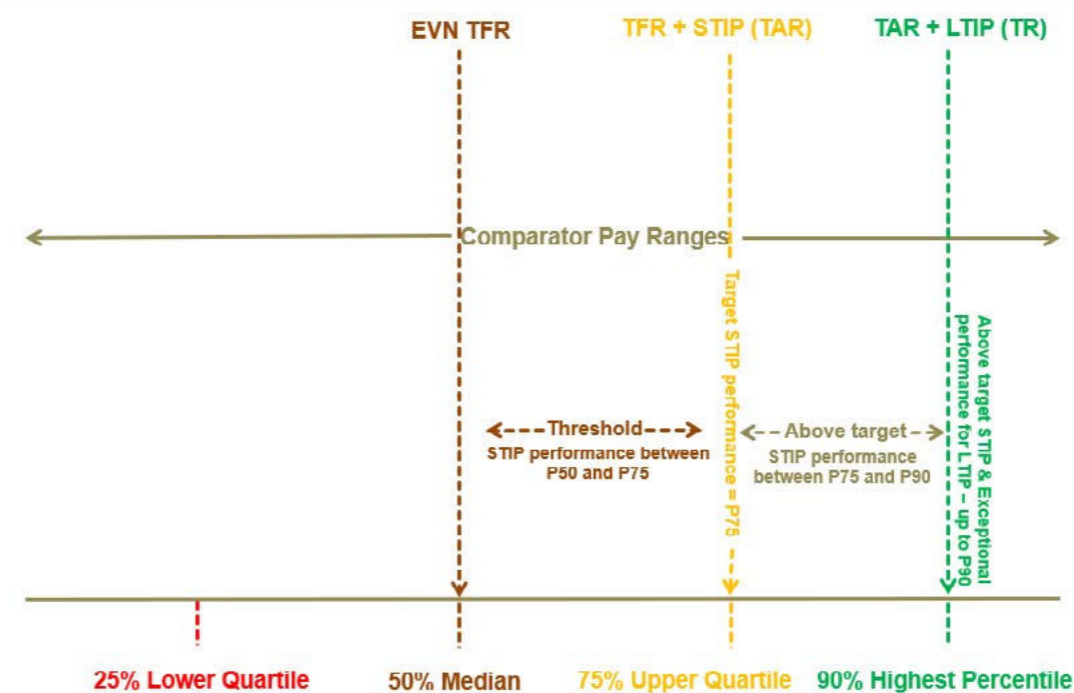 EVN TFR
TFR + STIP (TAR)
TAR + LTIP (TR)
Comparator Pay Ranges
Target STIP performance = P75
Above target STIP & Exceptional
performance for LTIP – up to P90
Threshold
STIP performance between
P50 and P75
Above target
STIP performance
between P75 and P90
25% Lower Quartile
50% Median
75% Upper Quartile
90% Highest Percentile